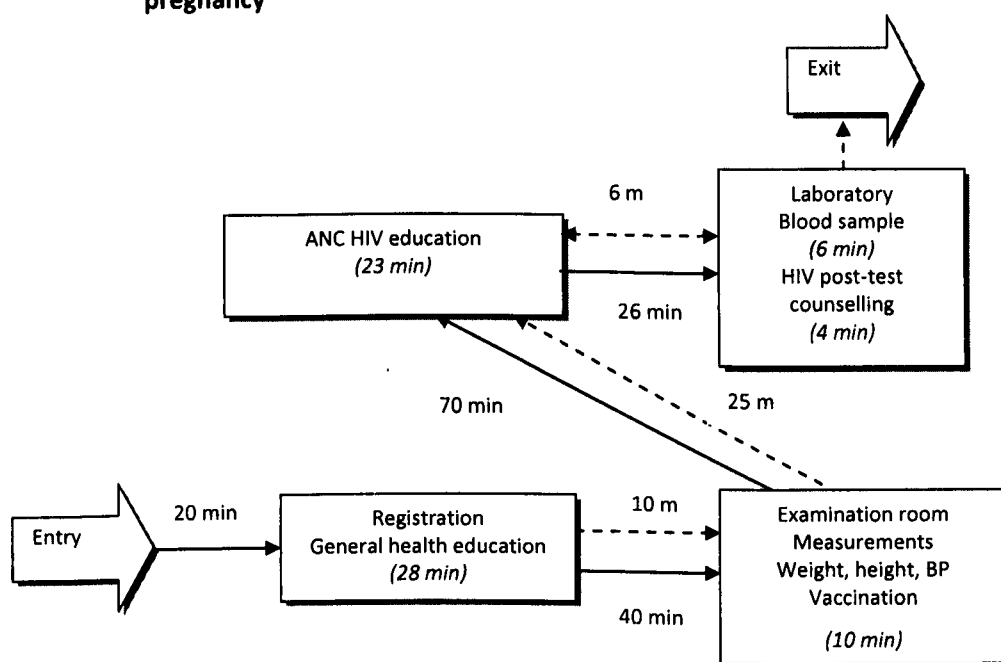 pregnancy
Exit
6 m
Laboratory
Blood sample
(6 min)
HIV post-test
counselling
(4 min)
ANC HIV education
(23 min)
26 min
70 min
25 m
20 min
10 m
Entry
Registration
General health education
(28 min)
Examination room
Measurements
Weight, height, BP
Vaccination
(10 min)
40 min